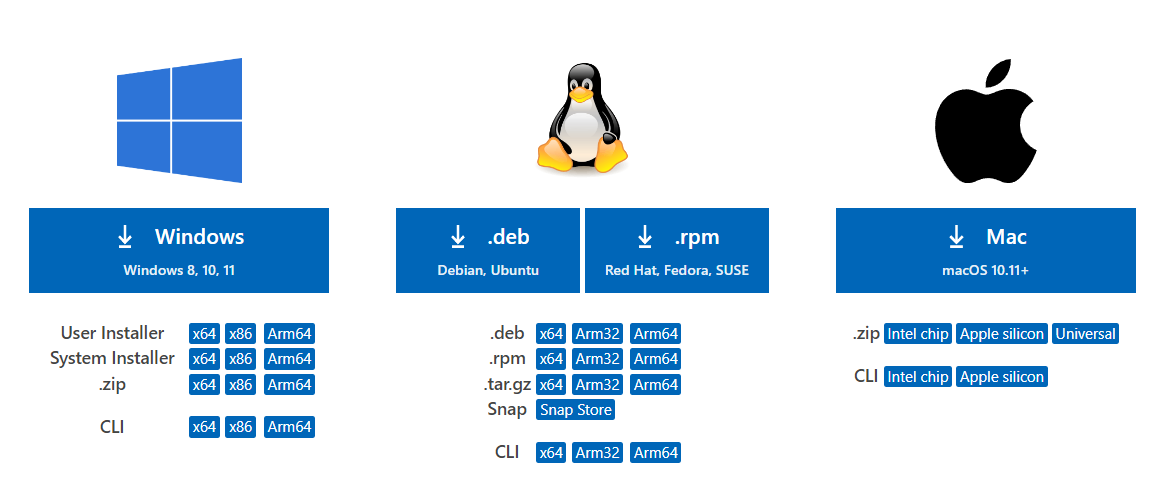 Windows
Windows 8, 10, 11
User Installer x64 x86 Arm64
System Installer x64 x86 Arm64
.zip x64 x86 Arm64
CLI x64 x86 Arm64
.deb
Debian, Ubuntu
.rpm
Red Hat, Fedora, SUSE
.deb x64 Arm32 Arm64
.rpm x64 Arm32 Arm64
.tar.gz x64 Arm32 Arm64
Snap Snap Store
CLI x64 Arm32 Arm64
Mac
macOS 10.11+
.zip Intel chip Apple silicon Universal
CLI Intel chip Apple silicon